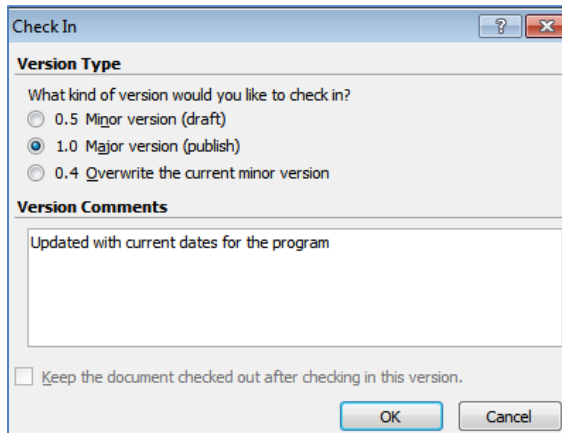 Check In
Version Type
What kind of version would you like to check in?
0.5 Minor version (draft)
1.0 Major version (publish)
0.4 Overwrite the current minor version
Version Comments
Updated with current dates for the program
Keep the document checked out after checking in this version.
OK Cancel